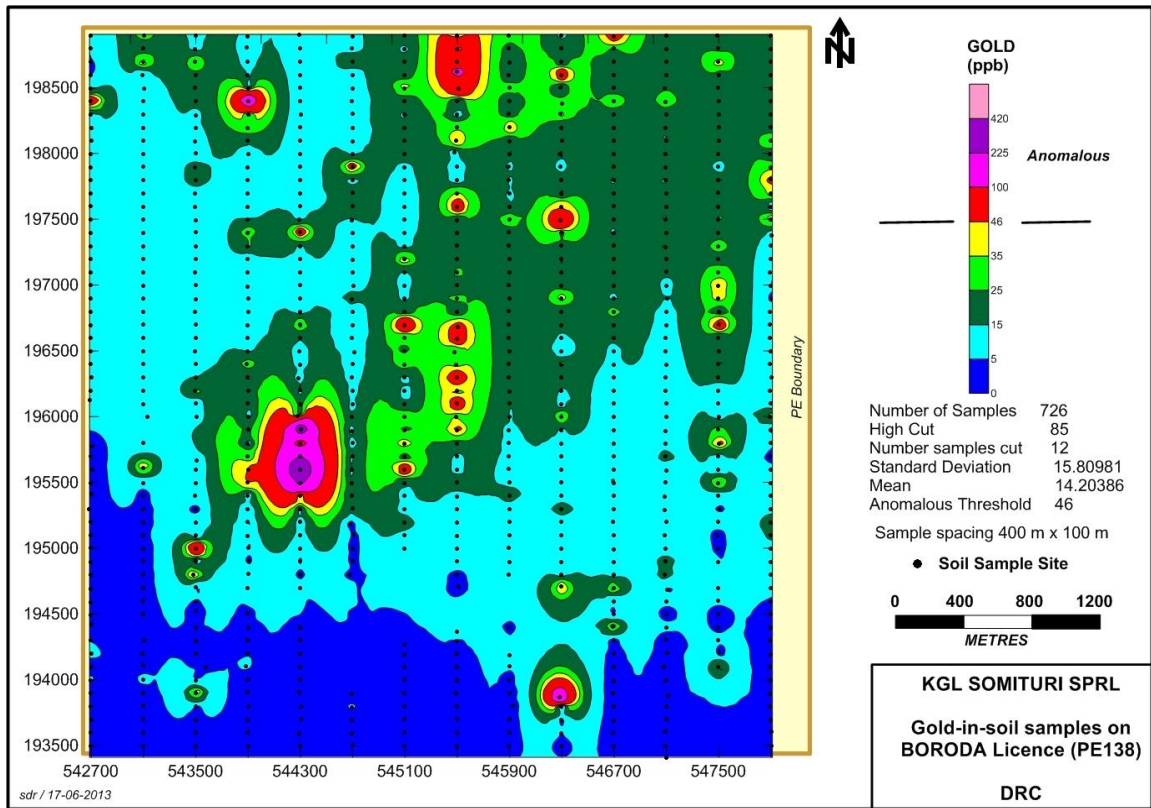 198500
198000
197500
197000
196500
196000
195500
195000
194500
194000
193500
542700 543500 544300 545100 545900 546700 547500
PE Boundary
sdr / 17-06-2013
N
GOLD
(ppb)
420
225
100
46
35
25
15
5
0
Anomalous
Number of Samples 726
High Cut 85
Number samples cut 12
Standard Deviation 15.80981
Mean 14.20386
Anomalous Threshold 46
Sample spacing 400 m x 100 m
Soil Sample Site
0 400 800 1200
METRES
KGL SOMITURI SPRL
Gold-in-soil samples on
BORODA Licence (PE138)
DRC